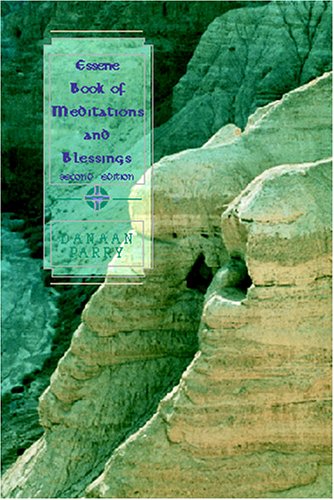 Essene
Book of
Meditations
and
Blessings
second edition
DANAAN
PARRY